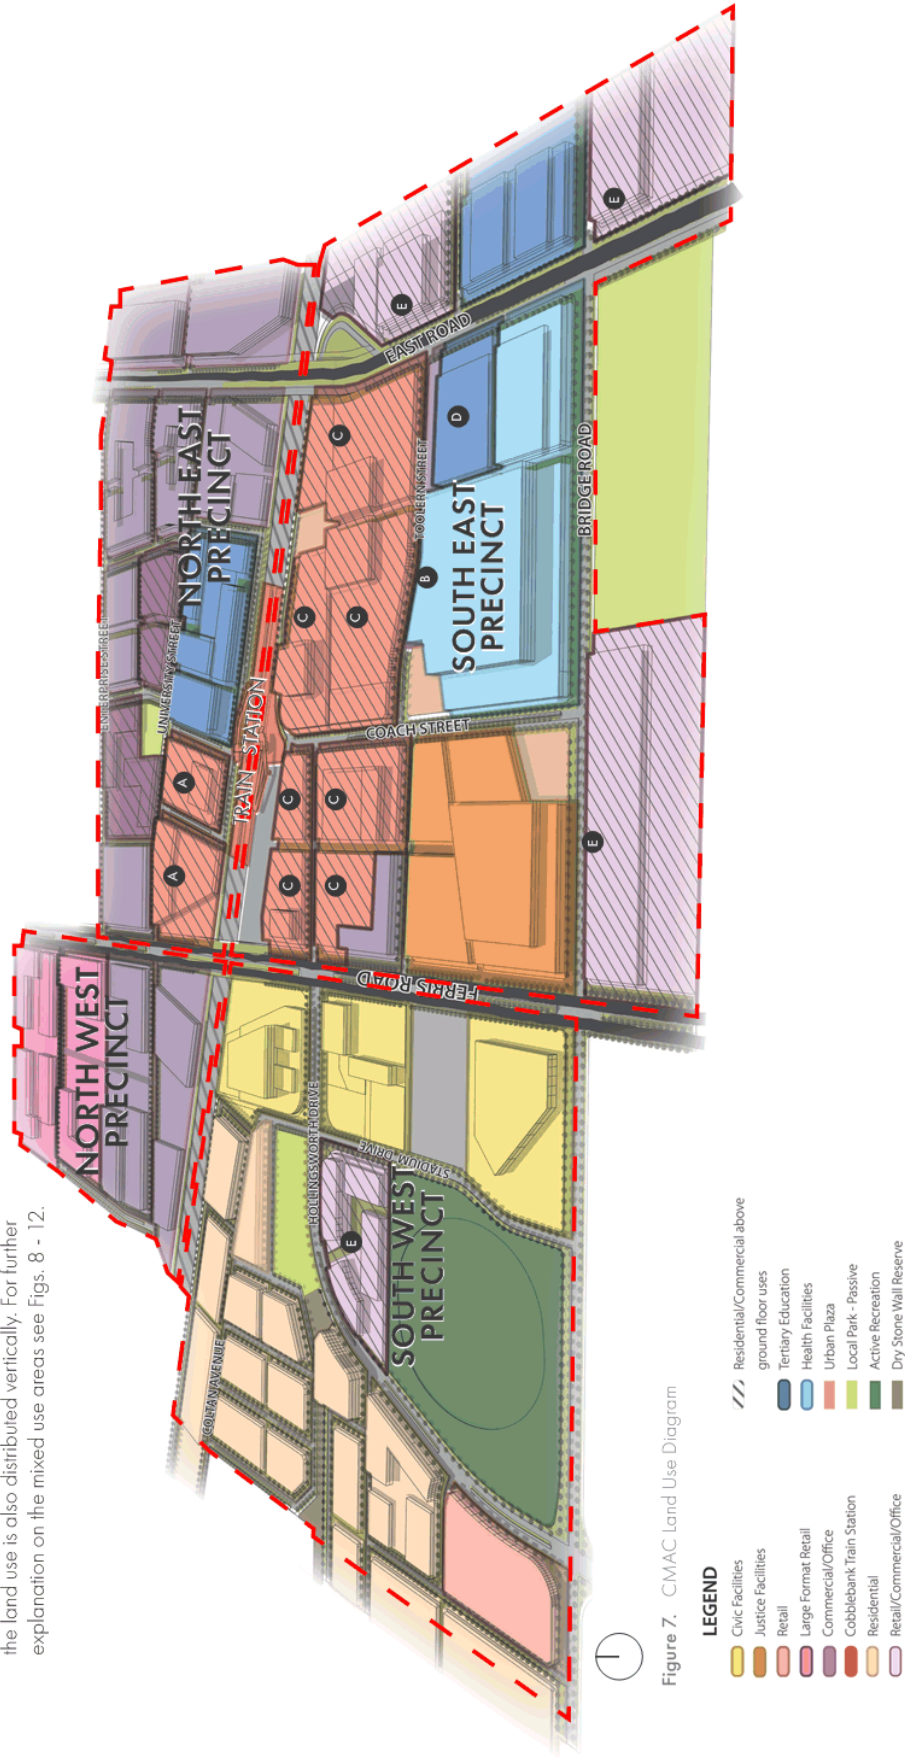 the land use is also distributed vertically. For further
explanation on the mixed use areas see Figs. 8 - 12.
NORTH WEST
PRECINCT
NORTH EAST
PRECINCT
ENTERPRISE STREET
UNIVERSITY STREET
A
A
TRAIN STATION
COLTAN AVENUE
HOLLINGSWORTH DRIVE
STADIUM DRIVE
FERRIS ROAD
COACH STREET
TOOLERN STREET
EAST ROAD
BRIDGE ROAD
C
C
C
C
C
C
C
B
D
E
E
E
E
SOUTH WEST
PRECINCT
SOUTH EAST
PRECINCT
Figure 7. CMAC Land Use Diagram
LEGEND
Civic Facilities
Justice Facilities
Retail
Large Format Retail
Commercial/Office
Cobblebank Train Station
Residential
Retail/Commercial/Office
Residential/Commercial above
ground floor uses
Tertiary Education
Health Facilities
Urban Plaza
Local Park - Passive
Active Recreation
Dry Stone Wall Reserve